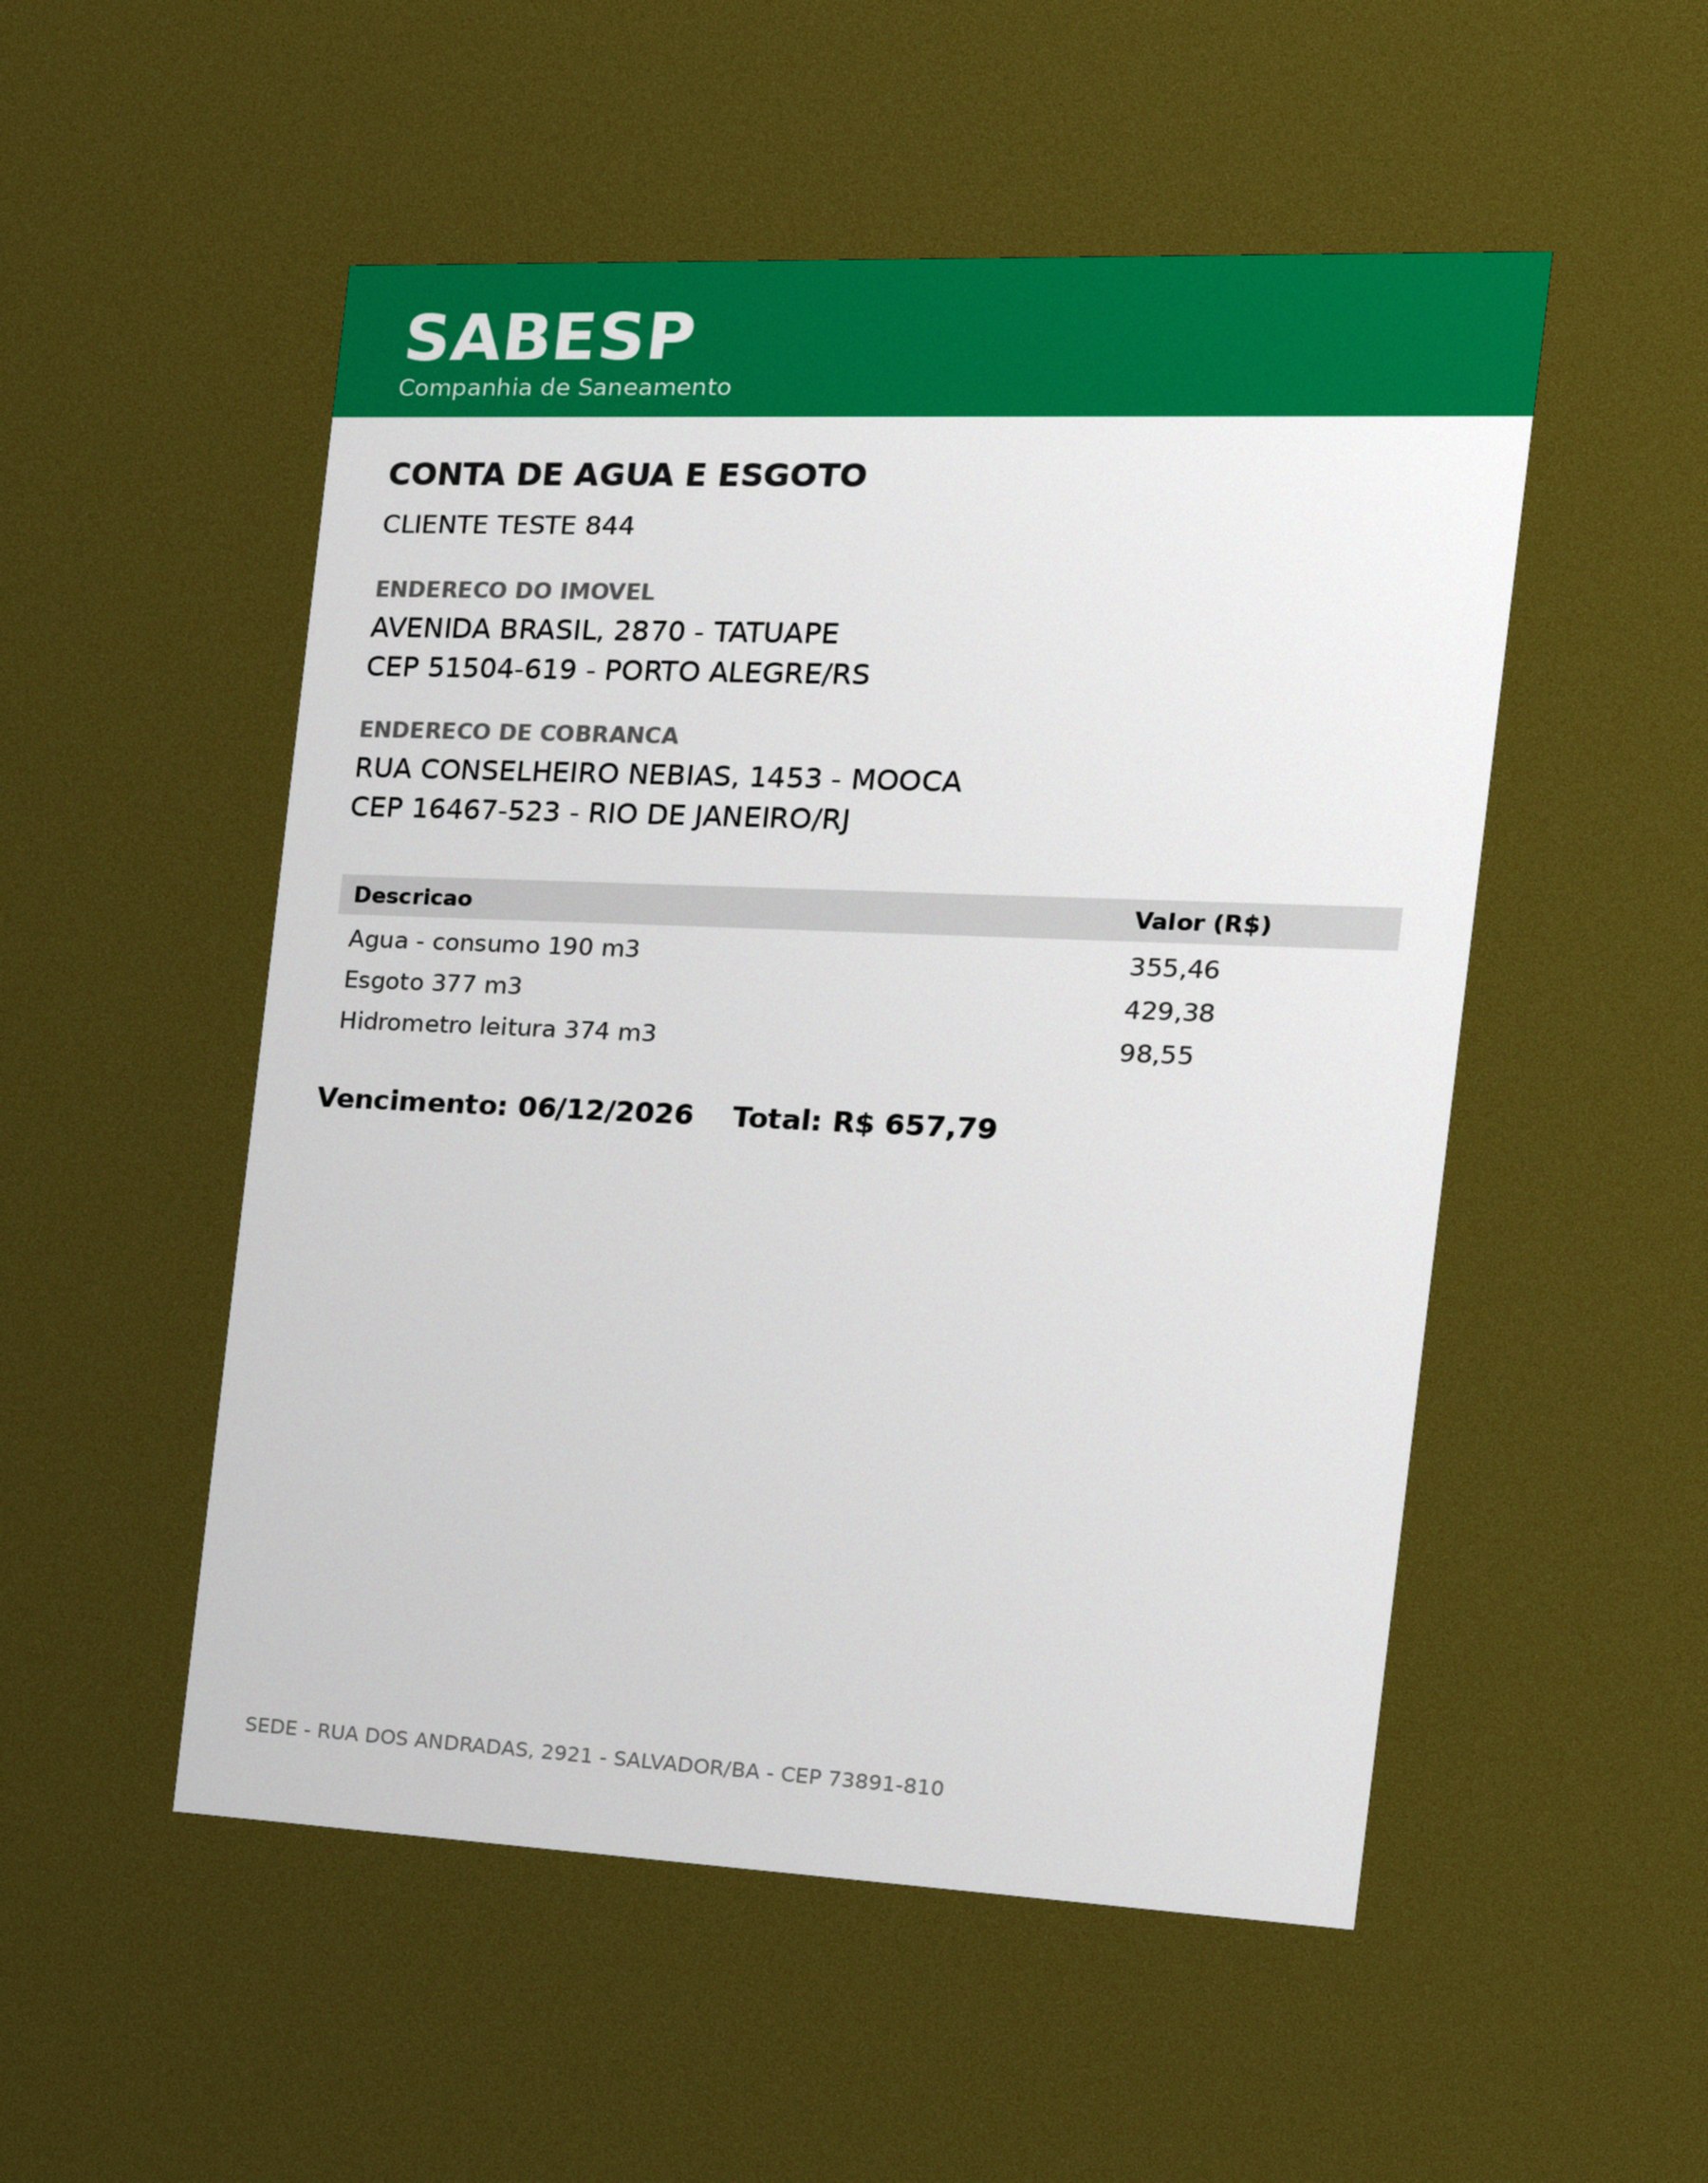 SABESP
Companhia de Saneamento
CONTA DE AGUA E ESGOTO
CLIENTE TESTE 844
ENDERECO DO IMOVEL
AVENIDA BRASIL, 2870 - TATUAPE
CEP 51504-619 - PORTO ALEGRE/RS
ENDERECO DE COBRANCA
RUA CONSELHEIRO NEBIAS, 1453 - MOOCA
CEP 16467-523 - RIO DE JANEIRO/RJ
Descricao Valor (R$)
Agua - consumo 190 m3 355,46
Esgoto 377 m3 429,38
Hidrometro leitura 374 m3 98,55
Vencimento: 06/12/2026 Total: R$ 657,79
SEDE - RUA DOS ANDRADAS, 2921 - SALVADOR/BA - CEP 73891-810